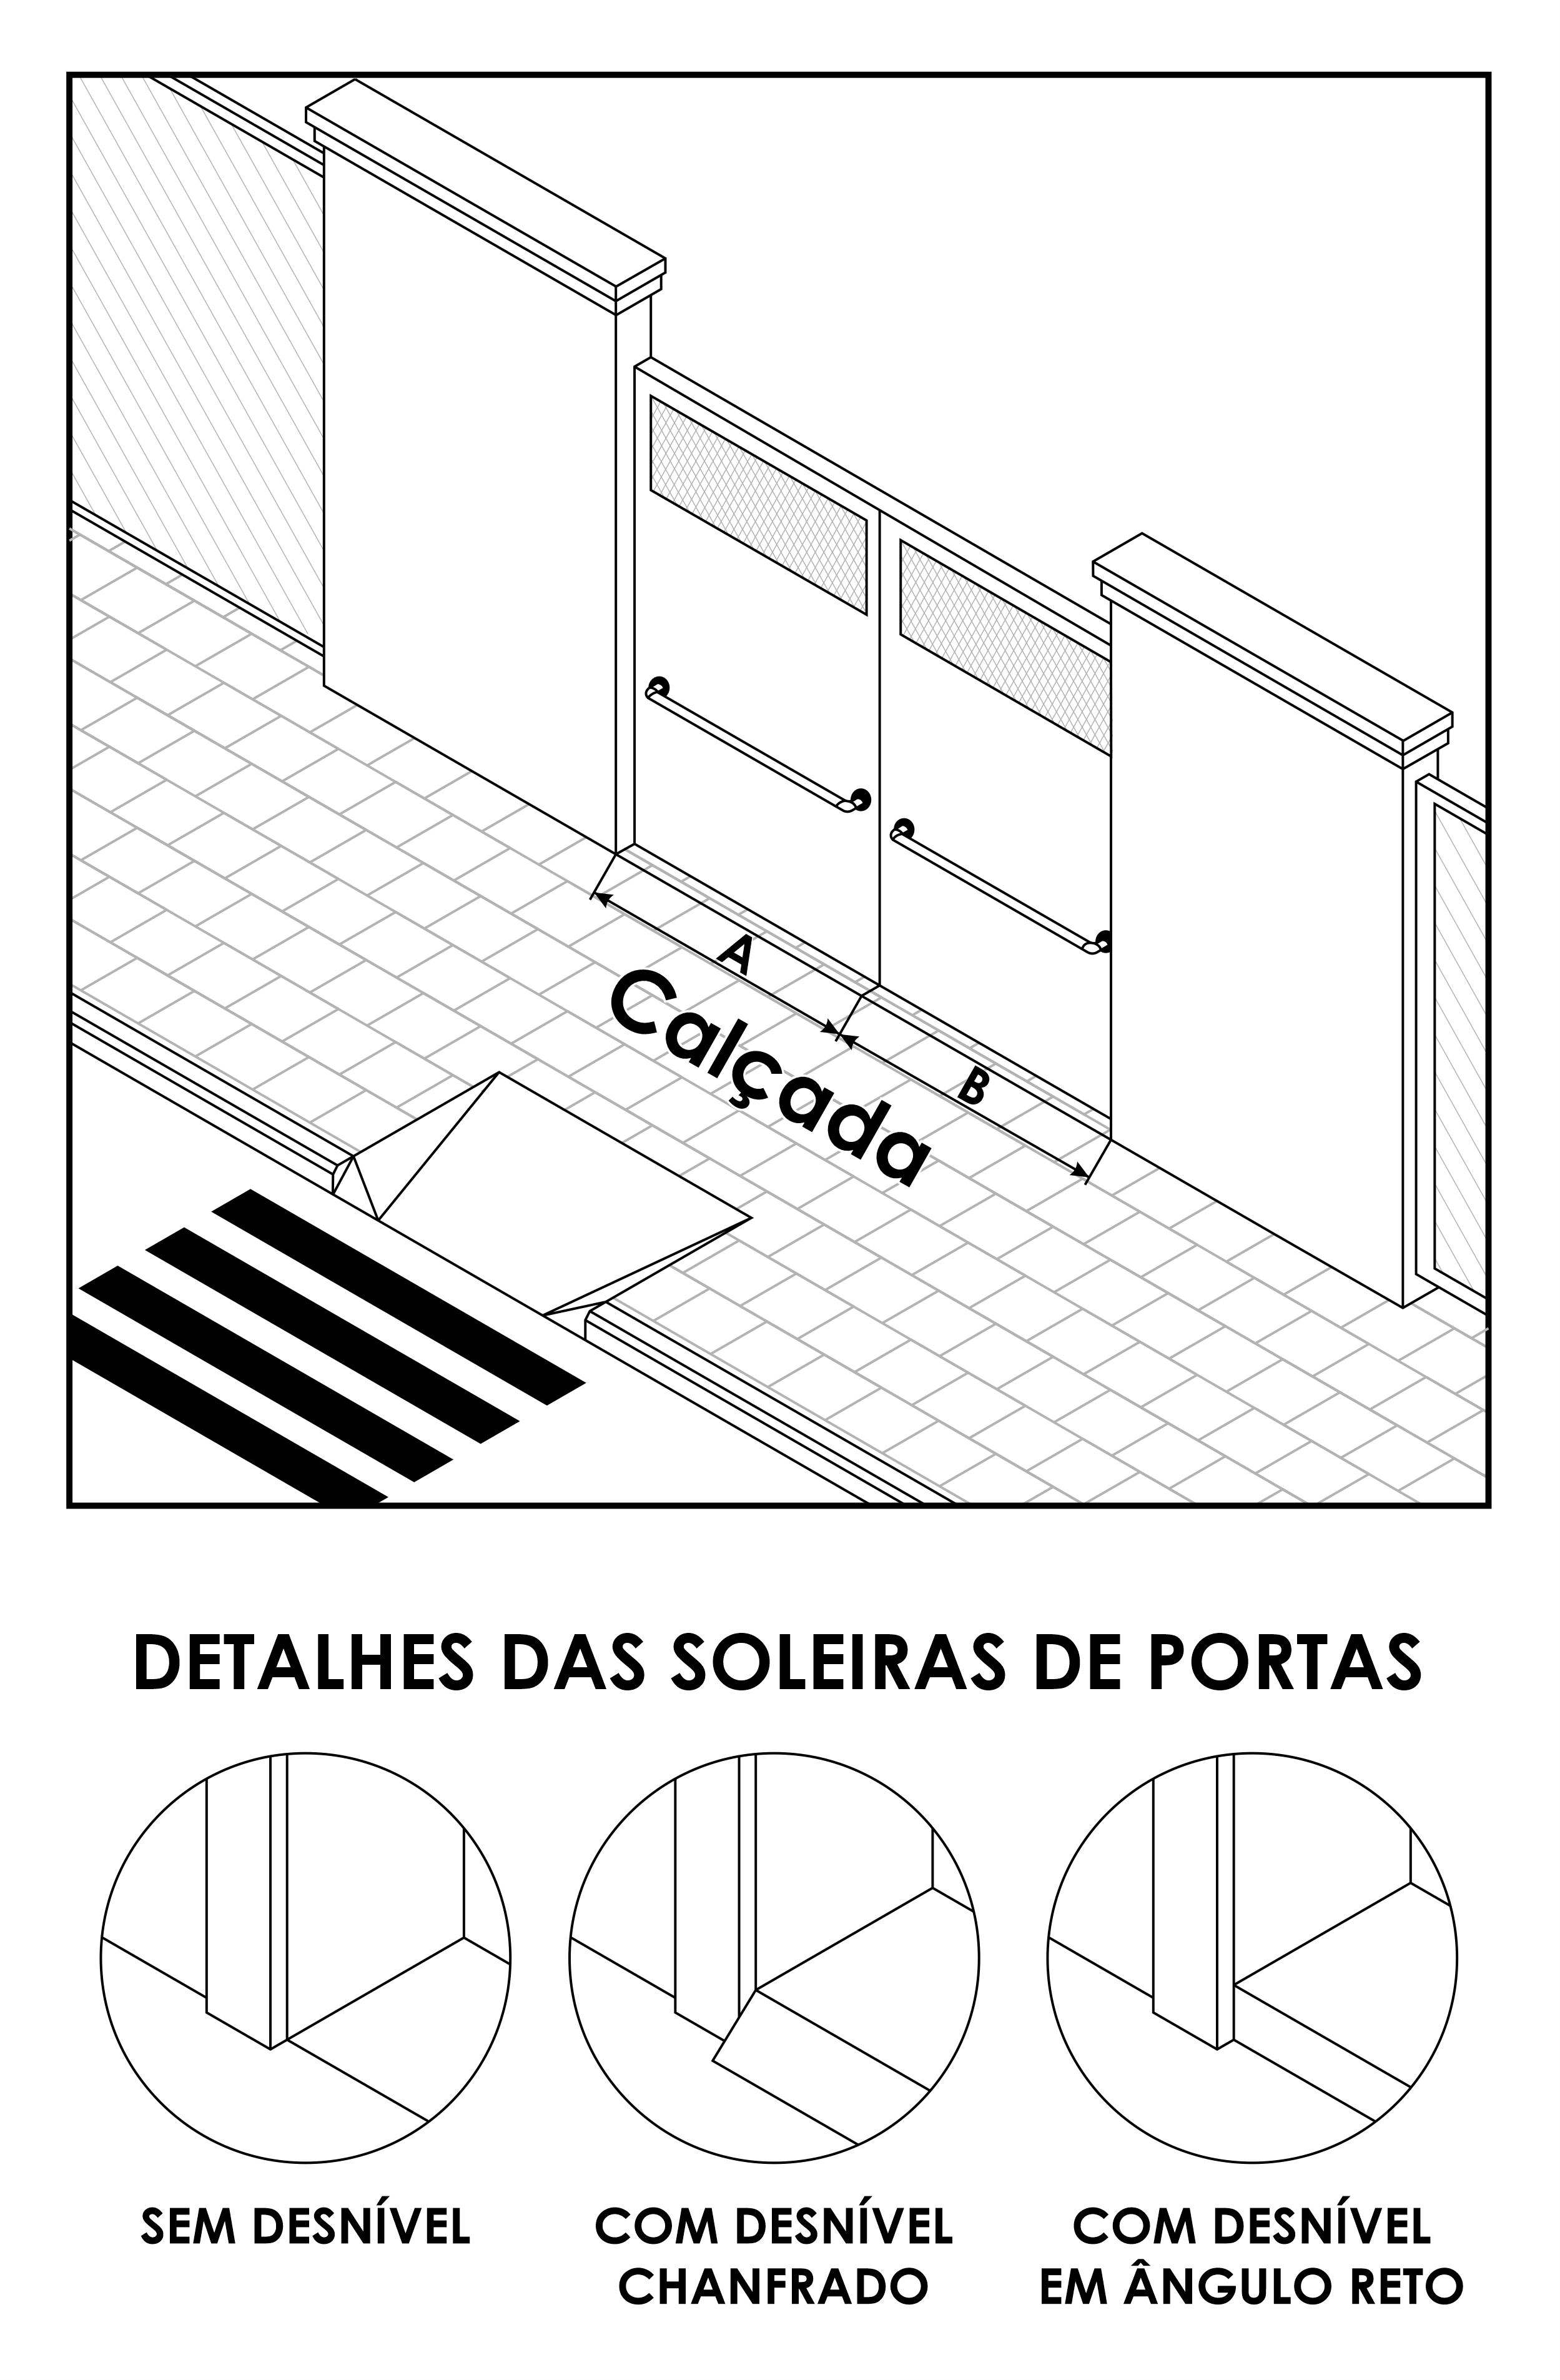 A
Calçada
B
DETALHES DAS SOLEIRAS DE PORTAS
SEM DESNÍVEL
COM DESNÍVEL
CHANFRADO
COM DESNÍVEL
EM ÂNGULO RETO